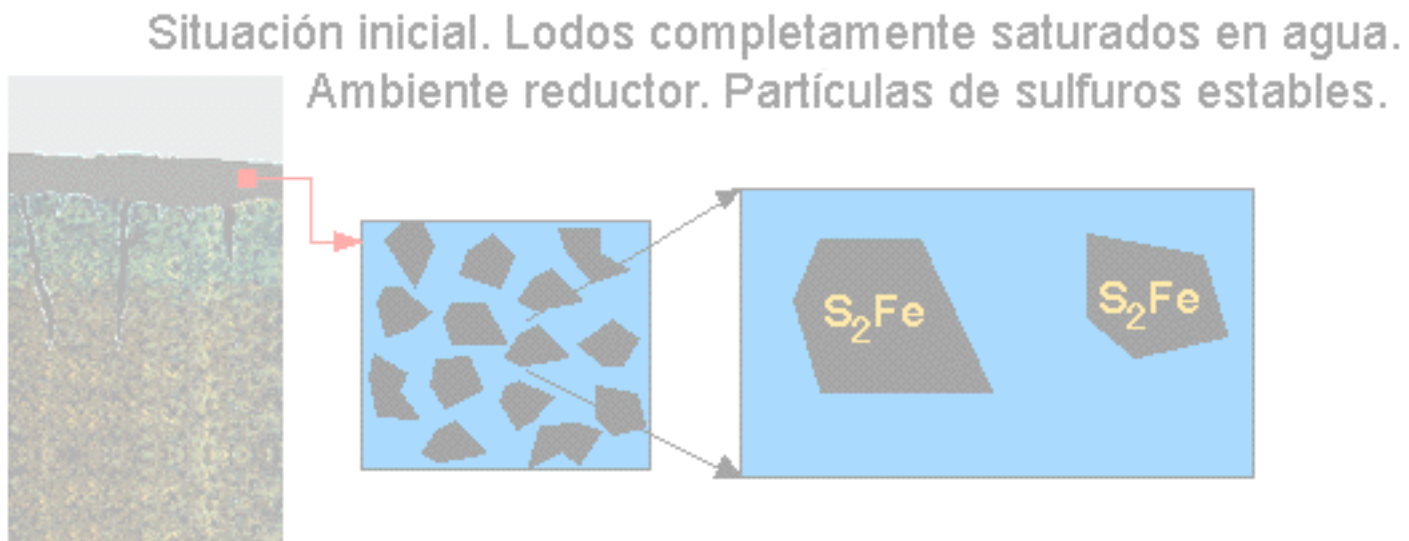 Situación inicial. Lodos completamente saturados en agua.
Ambiente reductor. Partículas de sulfuros estables.
S₂Fe
S₂Fe